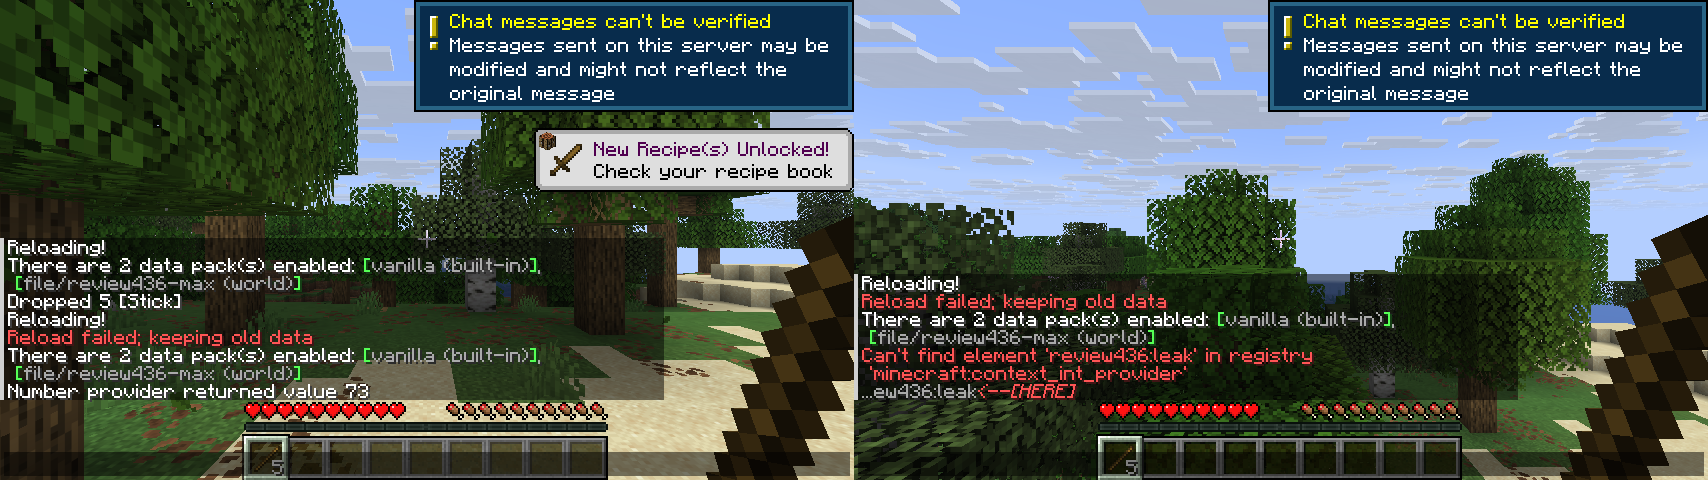 Chat messages can't be verified
Messages sent on this server may be
modified and might not reflect the
original message
New Recipe(s) Unlocked!
Check your recipe book
Reloading!
There are 2 data pack(s) enabled: [vanilla (built-in)],
[file/review436-max (world)]
Dropped 5 [Stick]
Reloading!
Reload failed; keeping old data
There are 2 data pack(s) enabled: [vanilla (built-in)],
[file/review436-max (world)]
Number provider returned value 73
5
Chat messages can't be verified
Messages sent on this server may be
modified and might not reflect the
original message
Reloading!
Reload failed; keeping old data
There are 2 data pack(s) enabled: [vanilla (built-in)],
[file/review436-max (world)]
Can't find element 'review436:leak' in registry
'minecraft:context_int_provider'
...ew436:leak<--[HERE]
5